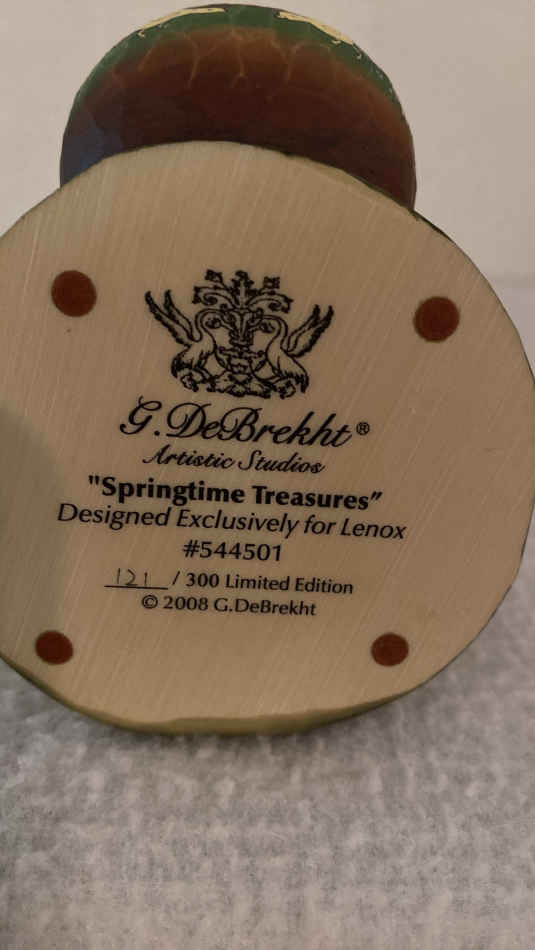 G.DeBrekht®
Artistic Studios
"Springtime Treasures"
Designed Exclusively for Lenox
#544501
121 / 300 Limited Edition
© 2008 G.DeBrekht